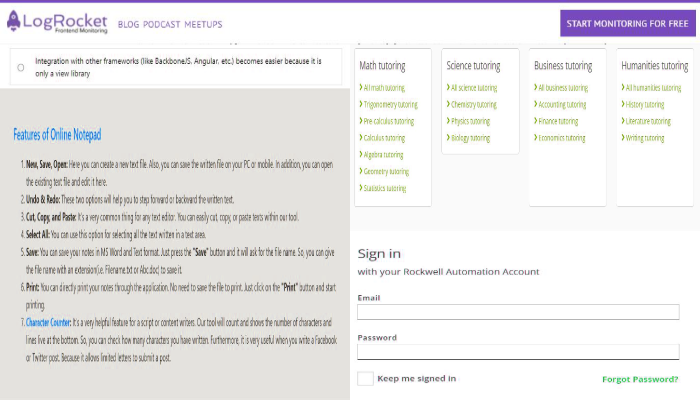 LogRocket
Frontend Monitoring
BLOG PODCAST MEETUPS
START MONITORING FOR FREE
Integration with other frameworks (like BackboneJS, Angular, etc.) becomes easier because it is
only a view library
Features of Online Notepad
1. New, Save, Open: Here you can create a new text file. Also, you can save the written file on your PC or mobile. In addition, you can open
the existing text file and edit it here.
2. Undo & Redo: These two options will help you to step forward or backward the written text.
3. Cut, Copy, and Paste: It's a very common thing for any text editor. You can easily cut, copy, or paste texts within our tool.
4. Select All: You can use this option for selecting all the text written in a text area.
5. Save: You can save your notes in MS Word and Text format. Just press the "Save" button and it will ask for the file name. So, you can give
the file name with an extension(i.e. Filename.txt or Abc.doc) to save it.
6. Print: You can directly print your notes through the application. No need to save the file to print. Just click on the "Print" button and start
printing.
7. Character Counter: It's a very helpful feature for a script or content writers. Our tool will count and shows the number of characters and
lines live at the bottom. So, you can check how many characters you have written. Furthermore, it is very useful when you write a Facebook
or Twitter post. Because it allows limited letters to submit a post.
Math tutoring
All math tutoring
Trigonometry tutoring
Pre-calculus tutoring
Calculus tutoring
Algebra tutoring
Geometry tutoring
Statistics tutoring
Science tutoring
All science tutoring
Chemistry tutoring
Physics tutoring
Biology tutoring
Business tutoring
All business tutoring
Accounting tutoring
Finance tutoring
Economics tutoring
Humanities tutoring
All humanities tutoring
History tutoring
Literature tutoring
Writing tutoring
Sign in
with your Rockwell Automation Account
Email
Password
Keep me signed in
Forgot Password?